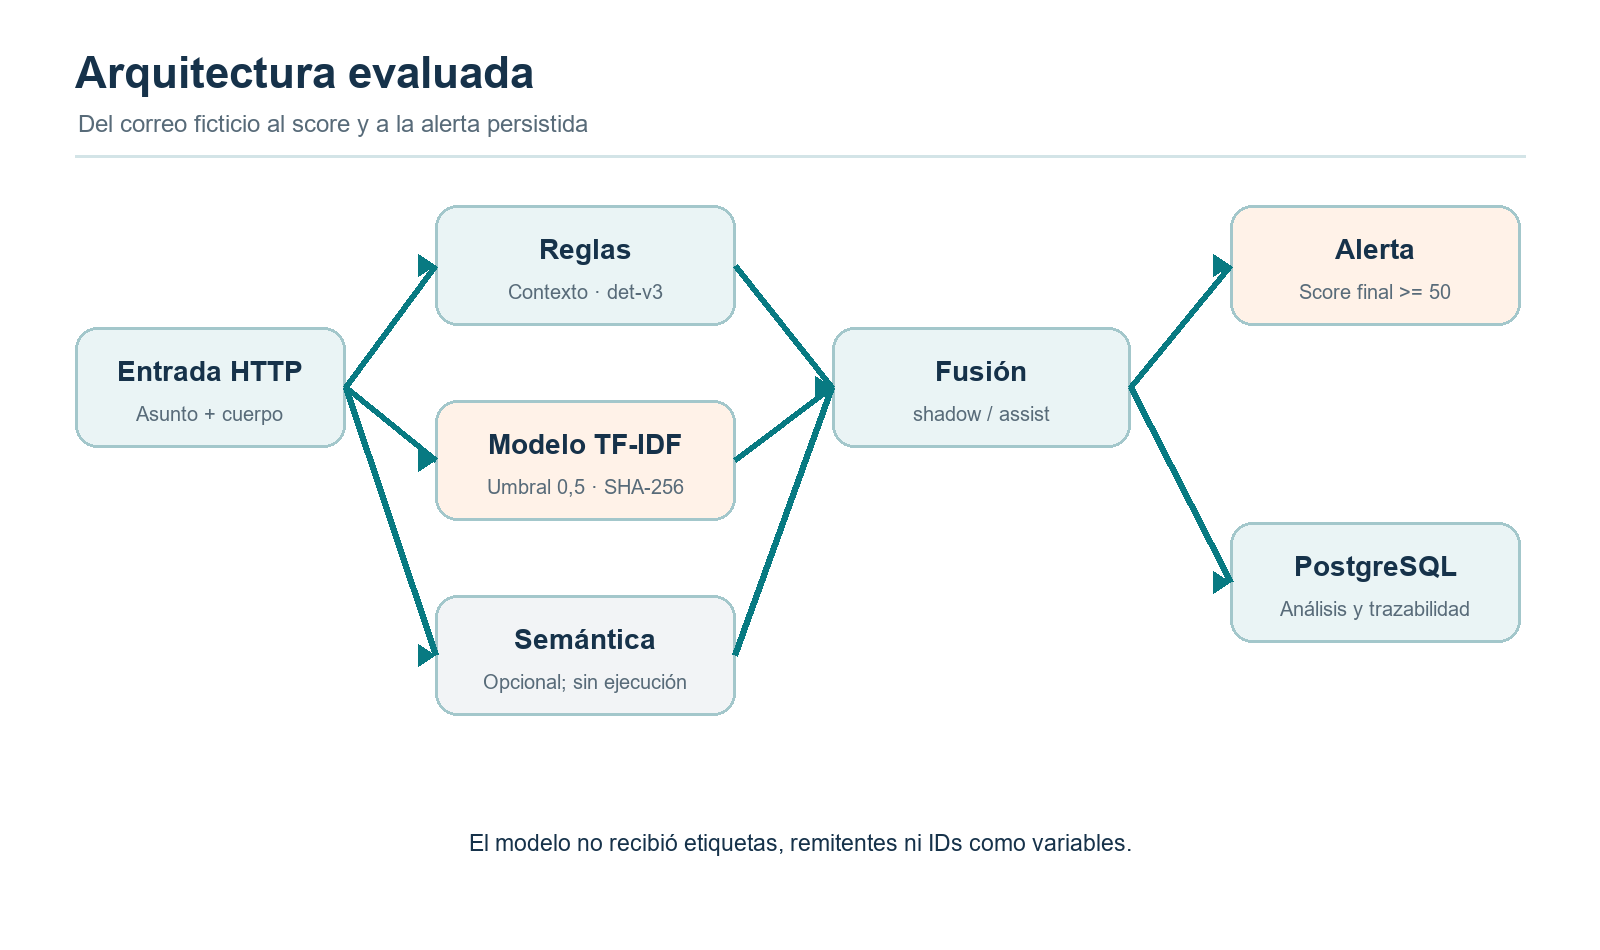 Arquitectura evaluada
Del correo ficticio al score y a la alerta persistida
Entrada HTTP
Asunto + cuerpo
Reglas
Contexto · det-v3
Modelo TF-IDF
Umbral 0,5 · SHA-256
Semántica
Opcional; sin ejecución
Fusión
shadow / assist
Alerta
Score final >= 50
PostgreSQL
Análisis y trazabilidad
El modelo no recibió etiquetas, remitentes ni IDs como variables.